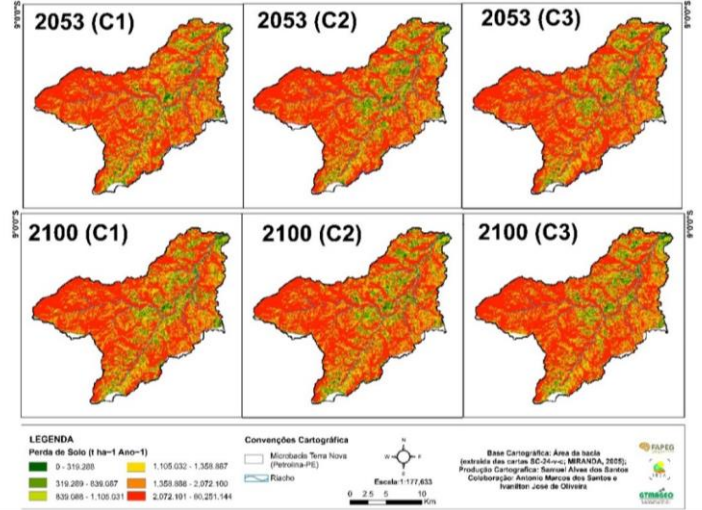 2053 (C1)
2053 (C2)
2053 (C3)
2100 (C1)
2100 (C2)
2100 (C3)
LEGENDA
Perda de Solo (t ha−1 Ano−1)
0 - 319.288
319.289 - 839.087
839.088 - 1,105.031
1,105.032 - 1,358.887
1,358.888 - 2,072.100
2,072.101 - 60,251.144
Convenções Cartográfica
Microbacia Terra Nova
(Petrolina-PE)
Riacho
N
Escala:1:177,633
0 2.5 5 10
Km
Base Cartográfica: Área da bacia
(extraída das cartas MIRANDA, 2005);
Produção Cartografica: Samuel Alves dos Santos
Colaboração: Antonio Marcos dos Santos e
Ivanilton José de Oliveira
FAPEG